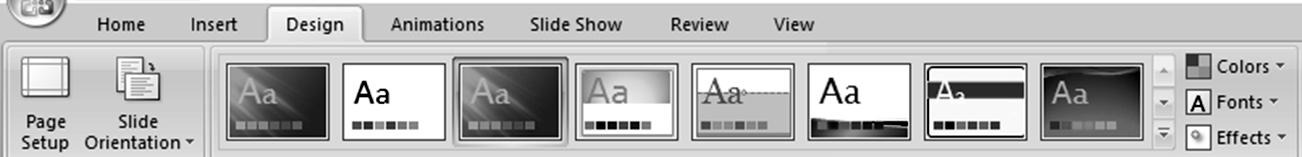 Home Insert Design Animations Slide Show Review View
Aa Aa Aa Aa Aa Aa Aa Aa
Page Setup
Slide Orientation
Colors
Fonts
Effects